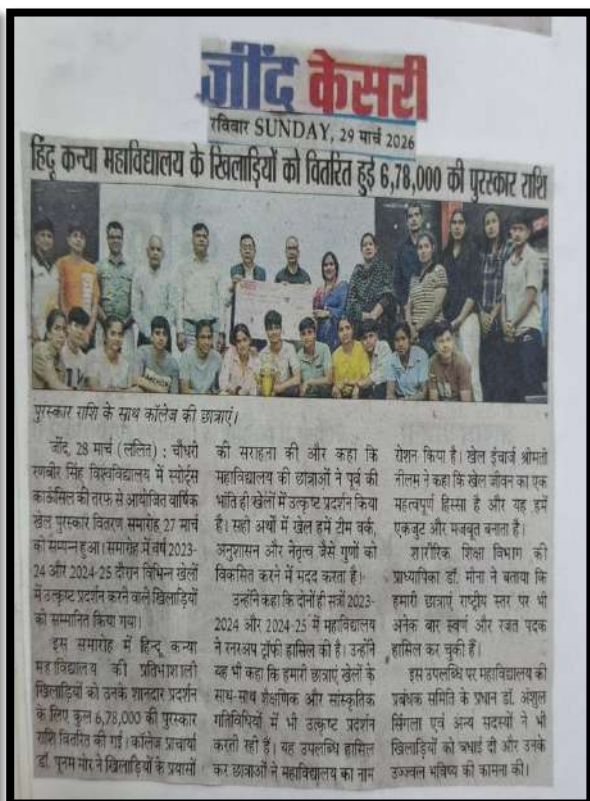 जींद केसरी
रविवार SUNDAY, 29 मार्च 2026
हिंदू कन्या महाविद्यालय के खिलाड़ियों को वितरित हुई 6,78,000 की पुरस्कार राशि
पुरस्कार राशि के साथ कॉलेज की छात्राएं।
जींद, 28 मार्च (ललित) : चौधरी
रणबीर सिंह विश्वविद्यालय में स्पोर्ट्स
काऊंसिल की तरफ से आयोजित वार्षिक
खेल पुरस्कार वितरण समारोह 27 मार्च
को सम्पन्न हुआ। समारोह में वर्ष 2023-
24 और 2024-25 दौरान विभिन्न खेलों
में उत्कृष्ट प्रदर्शन करने वाले खिलाड़ियों
को सम्मानित किया गया।
इस समारोह में हिन्दू कन्या
महाविद्यालय की प्रतिभाशाली
खिलाड़ियों को उनके शानदार प्रदर्शन
के लिए कुल 6,78,000 की पुरस्कार
राशि वितरित की गई। कॉलेज प्राचार्या
डॉ. पूनम मोर ने खिलाड़ियों के प्रयासों
की सराहना की और कहा कि
महाविद्यालय की छात्राओं ने पूर्व की
भांति ही खेलों में उत्कृष्ट प्रदर्शन किया
है। सही अर्थों में खेल हमें टीम वर्क,
अनुशासन और नेतृत्व जैसे गुणों को
विकसित करने में मदद करता है।
उन्होंने कहा कि दोनों ही सत्रों 2023-
2024 और 2024-25 में महाविद्यालय
ने रनरअप ट्रॉफी हासिल की है। उन्होंने
यह भी कहा कि हमारी छात्राएं खेलों के
साथ-साथ शैक्षणिक और सांस्कृतिक
गतिविधियों में भी उत्कृष्ट प्रदर्शन
करती रही हैं। यह उपलब्धि हासिल
कर छात्राओं ने महाविद्यालय का नाम
रोशन किया है। खेल इंचार्ज श्रीमती
नीलम ने कहा कि खेल जीवन का एक
महत्वपूर्ण हिस्सा है और यह हमें
एकजुट और मजबूत बनाता है।
शारीरिक शिक्षा विभाग की
प्राध्यापिका डॉ. मीना ने बताया कि
हमारी छात्राएं राष्ट्रीय स्तर पर भी
अनेक बार स्वर्ण और रजत पदक
हासिल कर चुकी हैं।
इस उपलब्धि पर महाविद्यालय की
प्रबंधक समिति के प्रधान डॉ. अंशुल
सिंगला एवं अन्य सदस्यों ने भी
खिलाड़ियों को बधाई दी और उनके
उज्ज्वल भविष्य की कामना की।